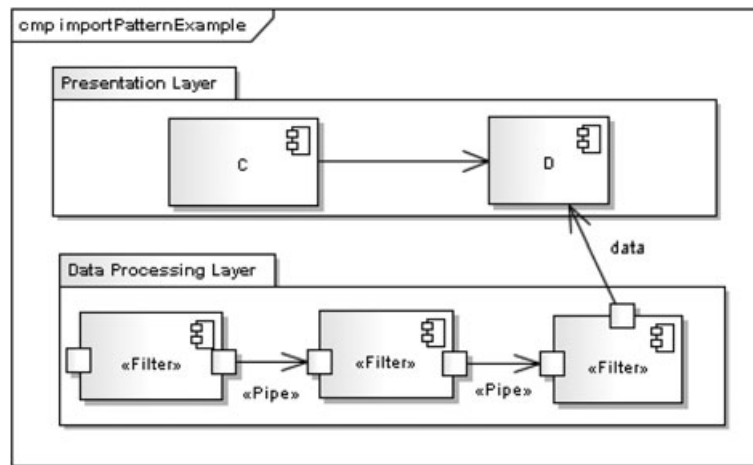 cmp importPatternExample
Presentation Layer
C
D
data
Data Processing Layer
«Filter»
«Filter»
«Filter»
«Pipe»
«Pipe»